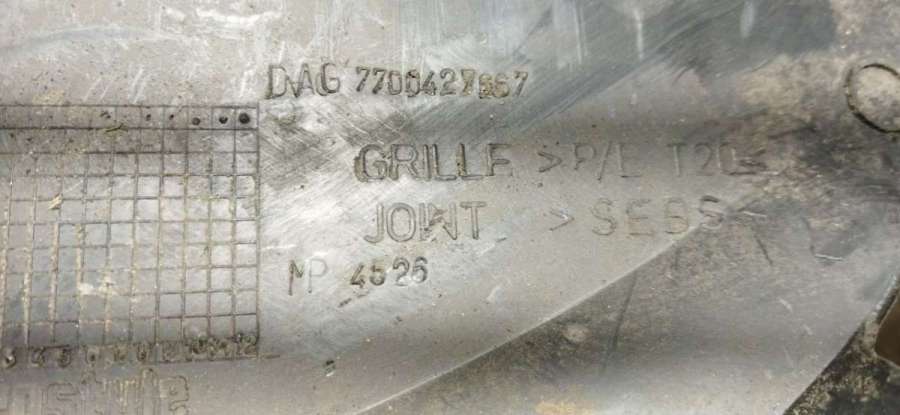 DAG 7700427867
GRILLE >P/E T20<
JOINT >SEBS<
MP 4526